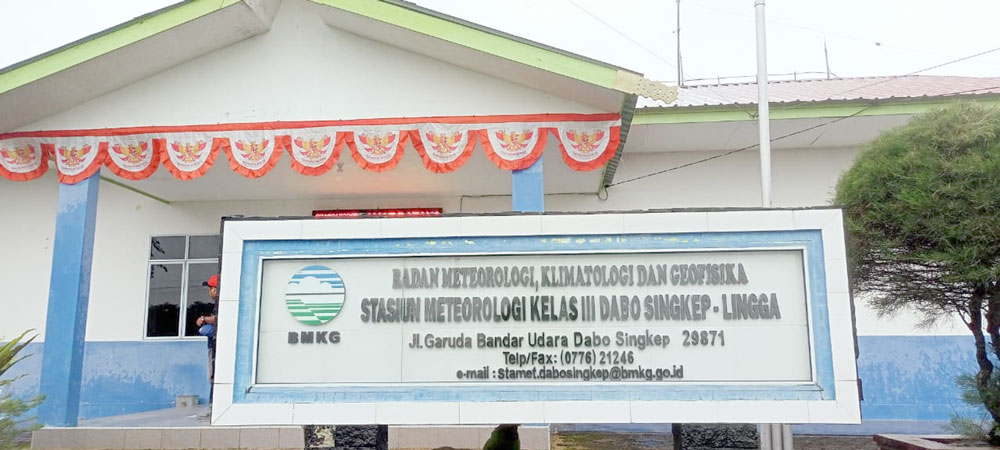 BMKG
BADAN METEOROLOGI, KLIMATOLOGI DAN GEOFISIKA
STASIUN METEOROLOGI KELAS III DABO SINGKEP - LINGGA
Jl.Garuda Bandar Udara Dabo Singkep 29871
Telp/Fax: (0776) 21246
e-mail : Stamet.dabosingkep@bmkg.go.id